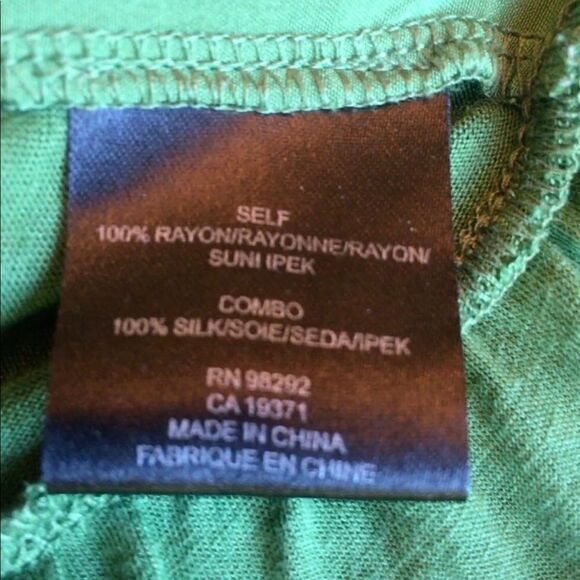 SELF
100% RAYON/RAYONNE/RAYON/
SUNI IPEK
COMBO
100% SILK/SOIE/SEDA/IPEK
RN 98292
CA 19371
MADE IN CHINA
FABRIQUE EN CHINE